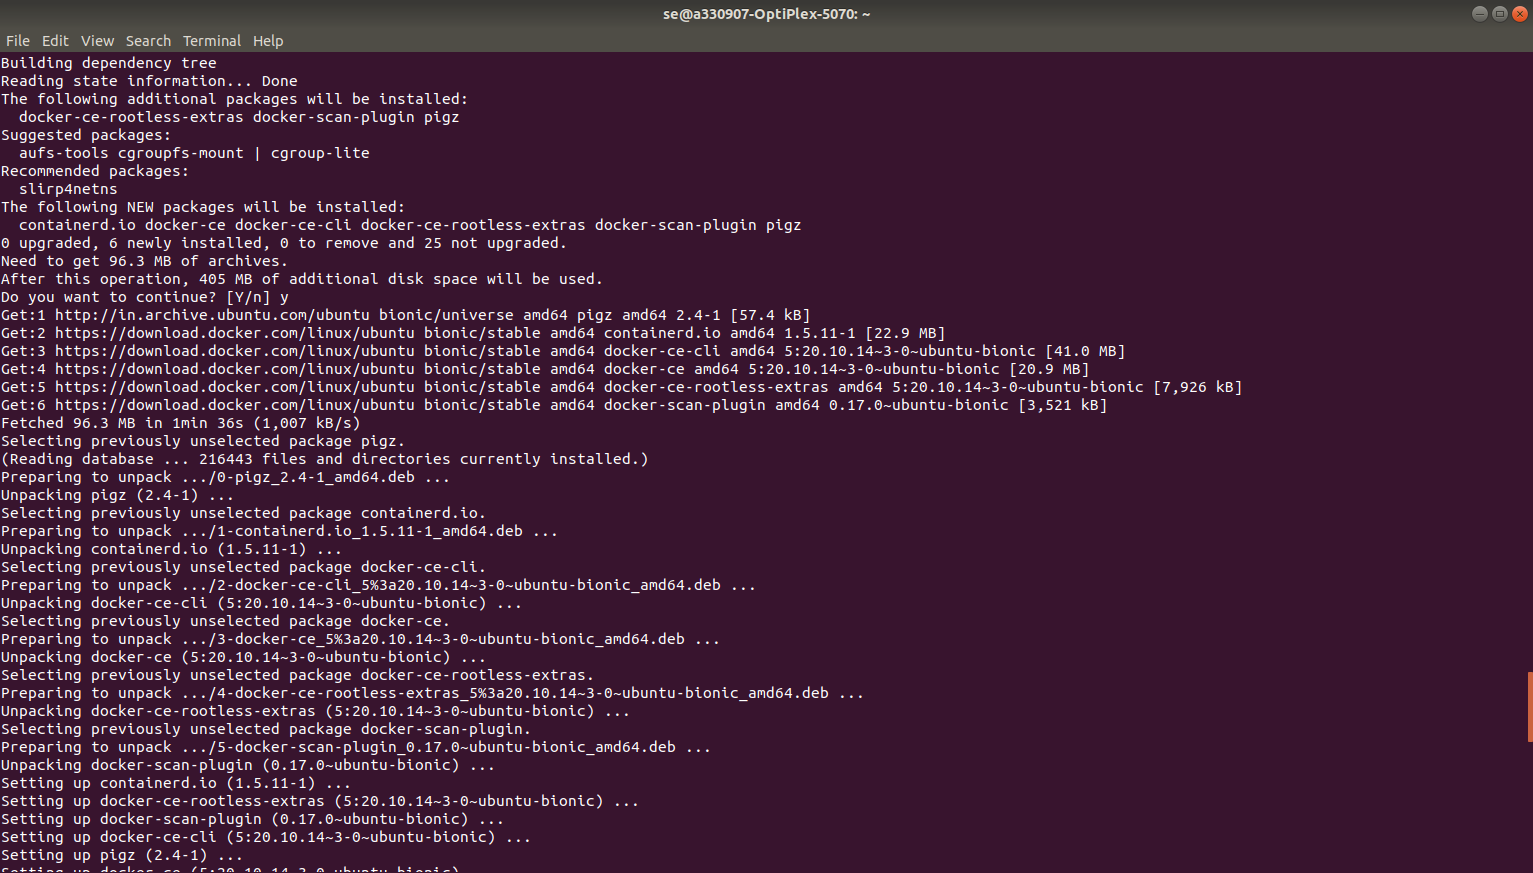 se@a330907-OptiPlex-5070: ~
File Edit View Search Terminal Help
Building dependency tree
Reading state information... Done
The following additional packages will be installed:
  docker-ce-rootless-extras docker-scan-plugin pigz
Suggested packages:
  aufs-tools cgroupfs-mount | cgroup-lite
Recommended packages:
  slirp4netns
The following NEW packages will be installed:
  containerd.io docker-ce docker-ce-cli docker-ce-rootless-extras docker-scan-plugin pigz
0 upgraded, 6 newly installed, 0 to remove and 25 not upgraded.
Need to get 96.3 MB of archives.
After this operation, 405 MB of additional disk space will be used.
Do you want to continue? [Y/n] y
Get:1 http://in.archive.ubuntu.com/ubuntu bionic/universe amd64 pigz amd64 2.4-1 [57.4 kB]
Get:2 https://download.docker.com/linux/ubuntu bionic/stable amd64 containerd.io amd64 1.5.11-1 [22.9 MB]
Get:3 https://download.docker.com/linux/ubuntu bionic/stable amd64 docker-ce-cli amd64 5:20.10.14~3-0~ubuntu-bionic [41.0 MB]
Get:4 https://download.docker.com/linux/ubuntu bionic/stable amd64 docker-ce amd64 5:20.10.14~3-0~ubuntu-bionic [20.9 MB]
Get:5 https://download.docker.com/linux/ubuntu bionic/stable amd64 docker-ce-rootless-extras amd64 5:20.10.14~3-0~ubuntu-bionic [7,926 kB]
Get:6 https://download.docker.com/linux/ubuntu bionic/stable amd64 docker-scan-plugin amd64 0.17.0~ubuntu-bionic [3,521 kB]
Fetched 96.3 MB in 1min 36s (1,007 kB/s)
Selecting previously unselected package pigz.
(Reading database ... 216443 files and directories currently installed.)
Preparing to unpack .../0-pigz_2.4-1_amd64.deb ...
Unpacking pigz (2.4-1) ...
Selecting previously unselected package containerd.io.
Preparing to unpack .../1-containerd.io_1.5.11-1_amd64.deb ...
Unpacking containerd.io (1.5.11-1) ...
Selecting previously unselected package docker-ce-cli.
Preparing to unpack .../2-docker-ce-cli_5%3a20.10.14~3-0~ubuntu-bionic_amd64.deb ...
Unpacking docker-ce-cli (5:20.10.14~3-0~ubuntu-bionic) ...
Selecting previously unselected package docker-ce.
Preparing to unpack .../3-docker-ce_5%3a20.10.14~3-0~ubuntu-bionic_amd64.deb ...
Unpacking docker-ce (5:20.10.14~3-0~ubuntu-bionic) ...
Selecting previously unselected package docker-ce-rootless-extras.
Preparing to unpack .../4-docker-ce-rootless-extras_5%3a20.10.14~3-0~ubuntu-bionic_amd64.deb ...
Unpacking docker-ce-rootless-extras (5:20.10.14~3-0~ubuntu-bionic) ...
Selecting previously unselected package docker-scan-plugin.
Preparing to unpack .../5-docker-scan-plugin_0.17.0~ubuntu-bionic_amd64.deb ...
Unpacking docker-scan-plugin (0.17.0~ubuntu-bionic) ...
Setting up containerd.io (1.5.11-1) ...
Setting up docker-ce-rootless-extras (5:20.10.14~3-0~ubuntu-bionic) ...
Setting up docker-scan-plugin (0.17.0~ubuntu-bionic) ...
Setting up docker-ce-cli (5:20.10.14~3-0~ubuntu-bionic) ...
Setting up pigz (2.4-1) ...